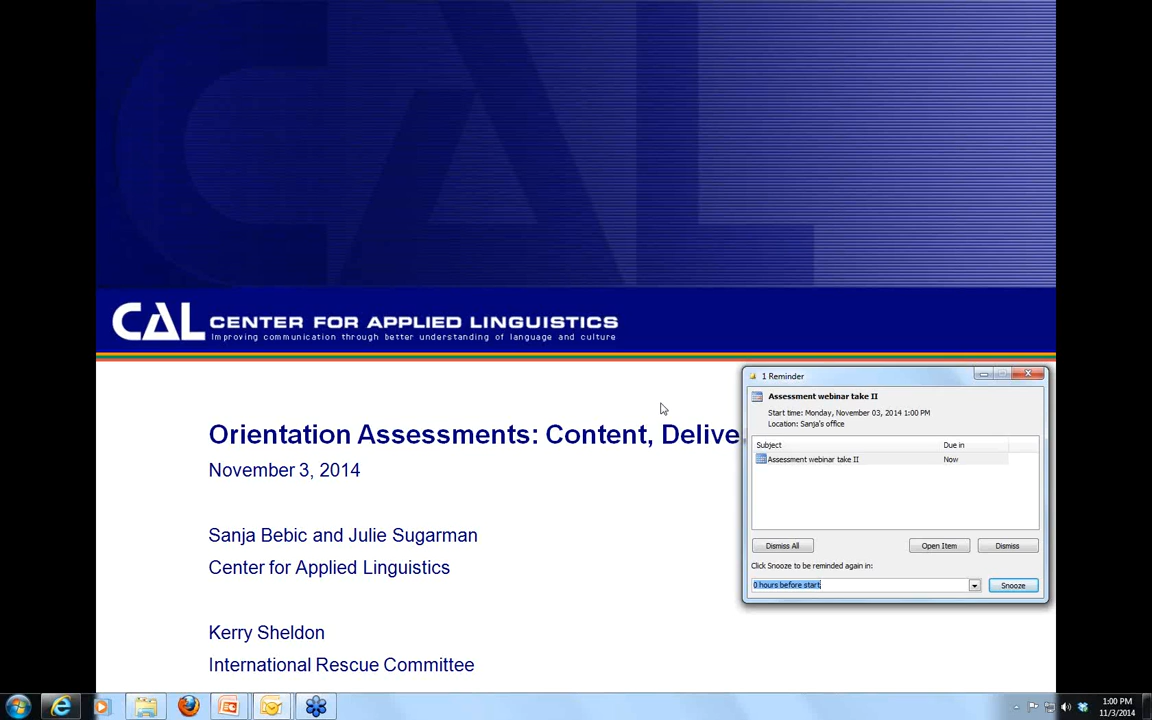 CAL CENTER FOR APPLIED LINGUISTICS
Improving communication through better understanding of language and culture
Orientation Assessments: Content, Delive
November 3, 2014
Sanja Bebic and Julie Sugarman
Center for Applied Linguistics
Kerry Sheldon
International Rescue Committee
1 Reminder
Assessment webinar take II
Start time: Monday, November 03, 2014 1:00 PM
Location: Sanja's office
Subject Due in
Assessment webinar take II Now
Dismiss All Open Item Dismiss
Click Snooze to be reminded again in:
0 hours before start Snooze
1:00 PM
11/3/2014